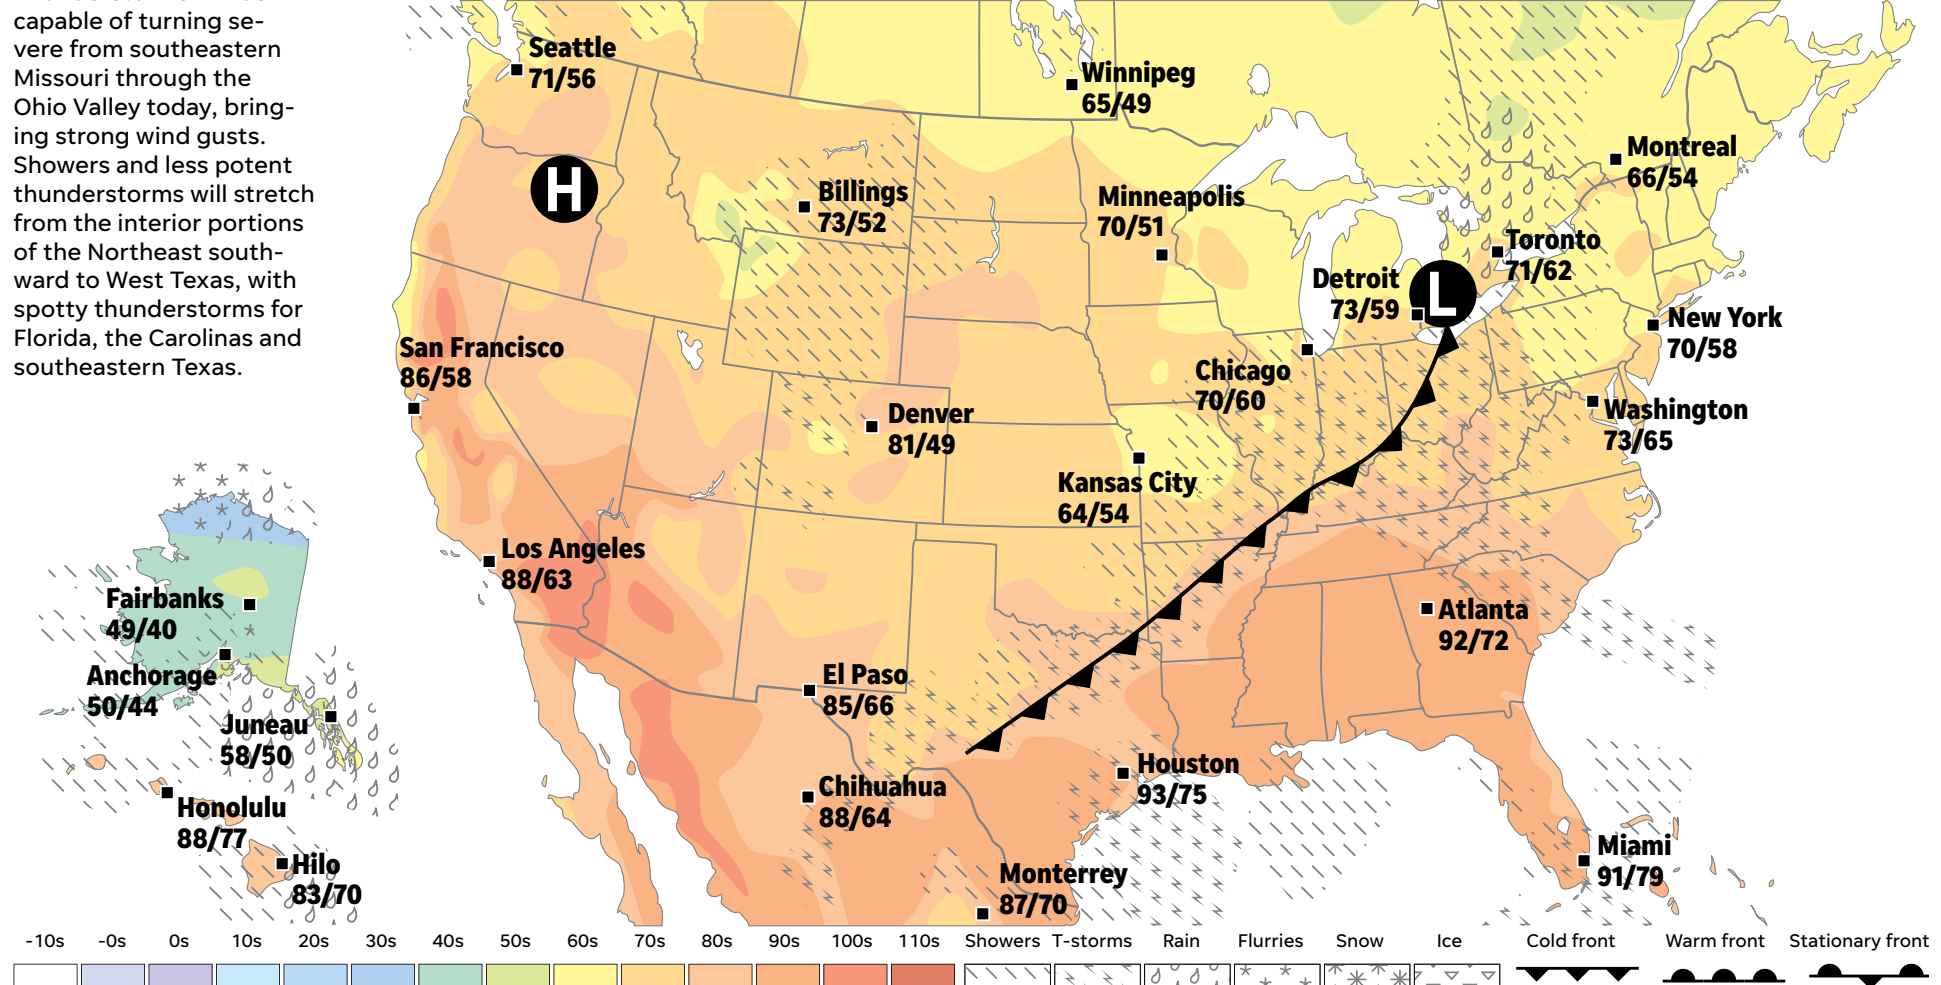 capable of turning se-
vere from southeastern
Missouri through the
Ohio Valley today, bring-
ing strong wind gusts.
Showers and less potent
thunderstorms will stretch
from the interior portions
of the Northeast south-
ward to West Texas, with
spotty thunderstorms for
Florida, the Carolinas and
southeastern Texas.
Seattle
71/56
Winnipeg
65/49
Montreal
66/54
H
Billings
73/52
Minneapolis
70/51
Toronto
71/62
Detroit
73/59
L
New York
70/58
San Francisco
86/58
Chicago
70/60
Denver
81/49
Washington
73/65
Kansas City
64/54
Los Angeles
88/63
Fairbanks
49/40
Atlanta
92/72
Anchorage
50/44
El Paso
85/66
Juneau
58/50
Houston
93/75
Chihuahua
88/64
Honolulu
88/77
Hilo
83/70
Miami
91/79
Monterrey
87/70
-10s -0s 0s 10s 20s 30s 40s 50s 60s 70s 80s 90s 100s 110s Showers T-storms Rain Flurries Snow Ice Cold front Warm front Stationary front